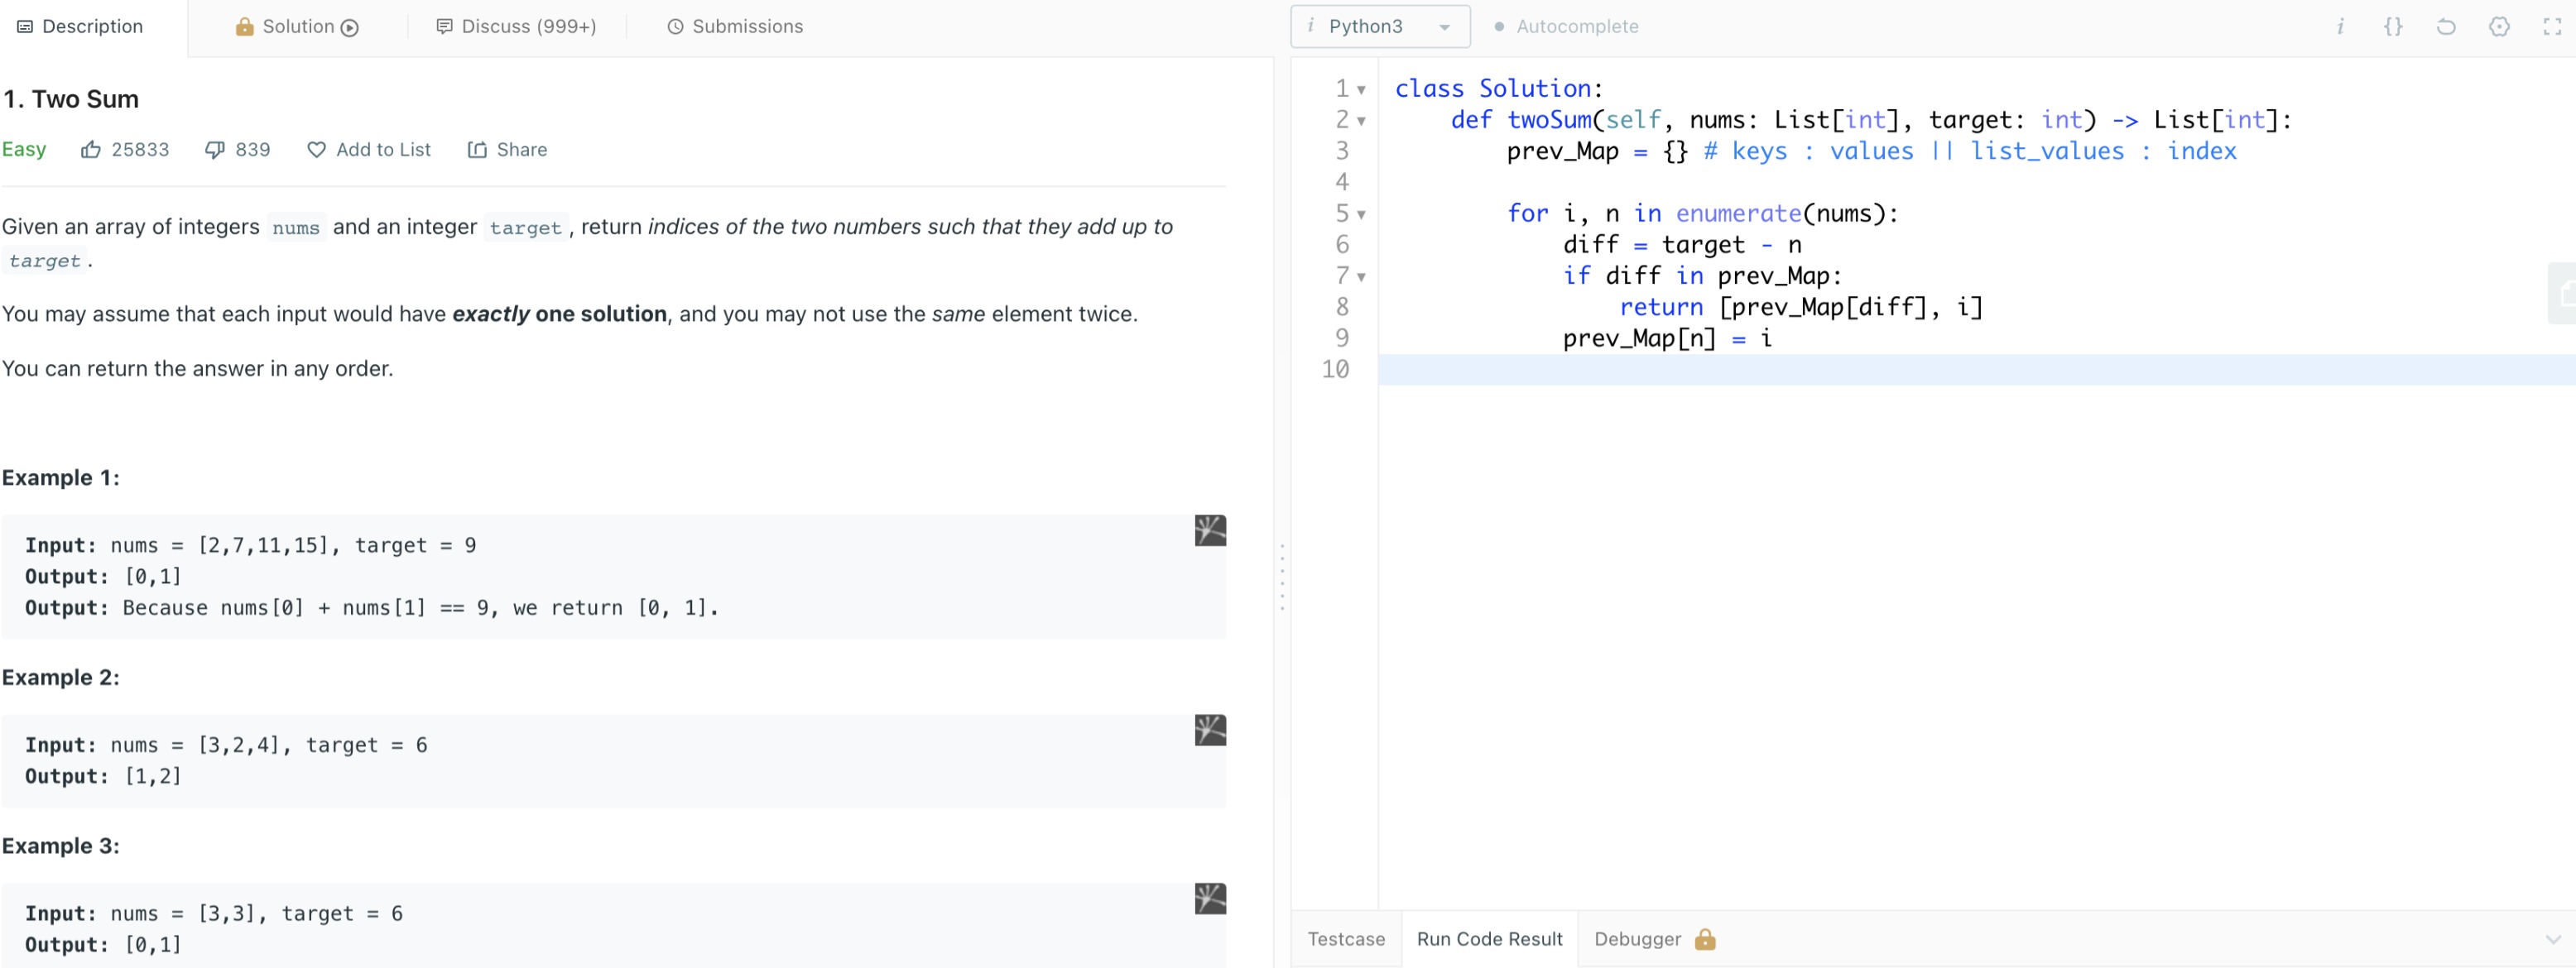 Description
Solution
Discuss (999+)
Submissions
1. Two Sum
Easy 25833 839 Add to List Share
Given an array of integers nums and an integer target, return indices of the two numbers such that they add up to
target.
You may assume that each input would have exactly one solution, and you may not use the same element twice.
You can return the answer in any order.
Example 1:
Input: nums = [2,7,11,15], target = 9
Output: [0,1]
Output: Because nums[0] + nums[1] == 9, we return [0, 1].
Example 2:
Input: nums = [3,2,4], target = 6
Output: [1,2]
Example 3:
Input: nums = [3,3], target = 6
Output: [0,1]
i Python3
Autocomplete
i {}
1 class Solution:
2     def twoSum(self, nums: List[int], target: int) -> List[int]:
3         prev_Map = {} # keys : values || list_values : index
4
5         for i, n in enumerate(nums):
6             diff = target - n
7             if diff in prev_Map:
8                 return [prev_Map[diff], i]
9             prev_Map[n] = i
10
Testcase
Run Code Result
Debugger